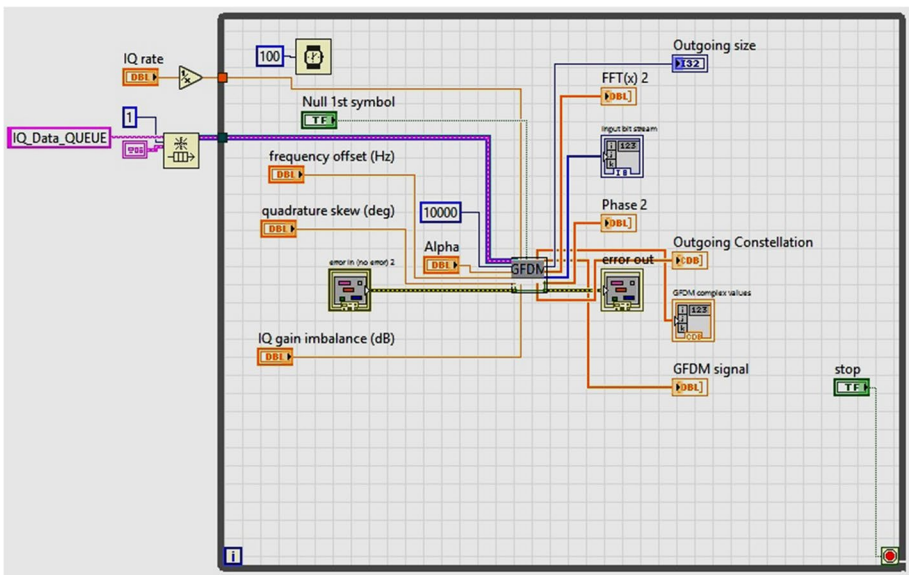 IQ rate
DBL
1/x
100
Outgoing size
I32
FFT(x) 2
[DBL]
Null 1st symbol
TF
1
IQ_Data_QUEUE
input bit stream
123
frequency offset (Hz)
DBL
quadrature skew (deg)
DBL
10000
Phase 2
[DBL]
Alpha
DBL
GFDM
Outgoing Constellation
CDB
error in (no error) 2
error out
GFDM complex values
123
CDB
IQ gain imbalance (dB)
DBL
GFDM signal
[DBL]
stop
TF
i